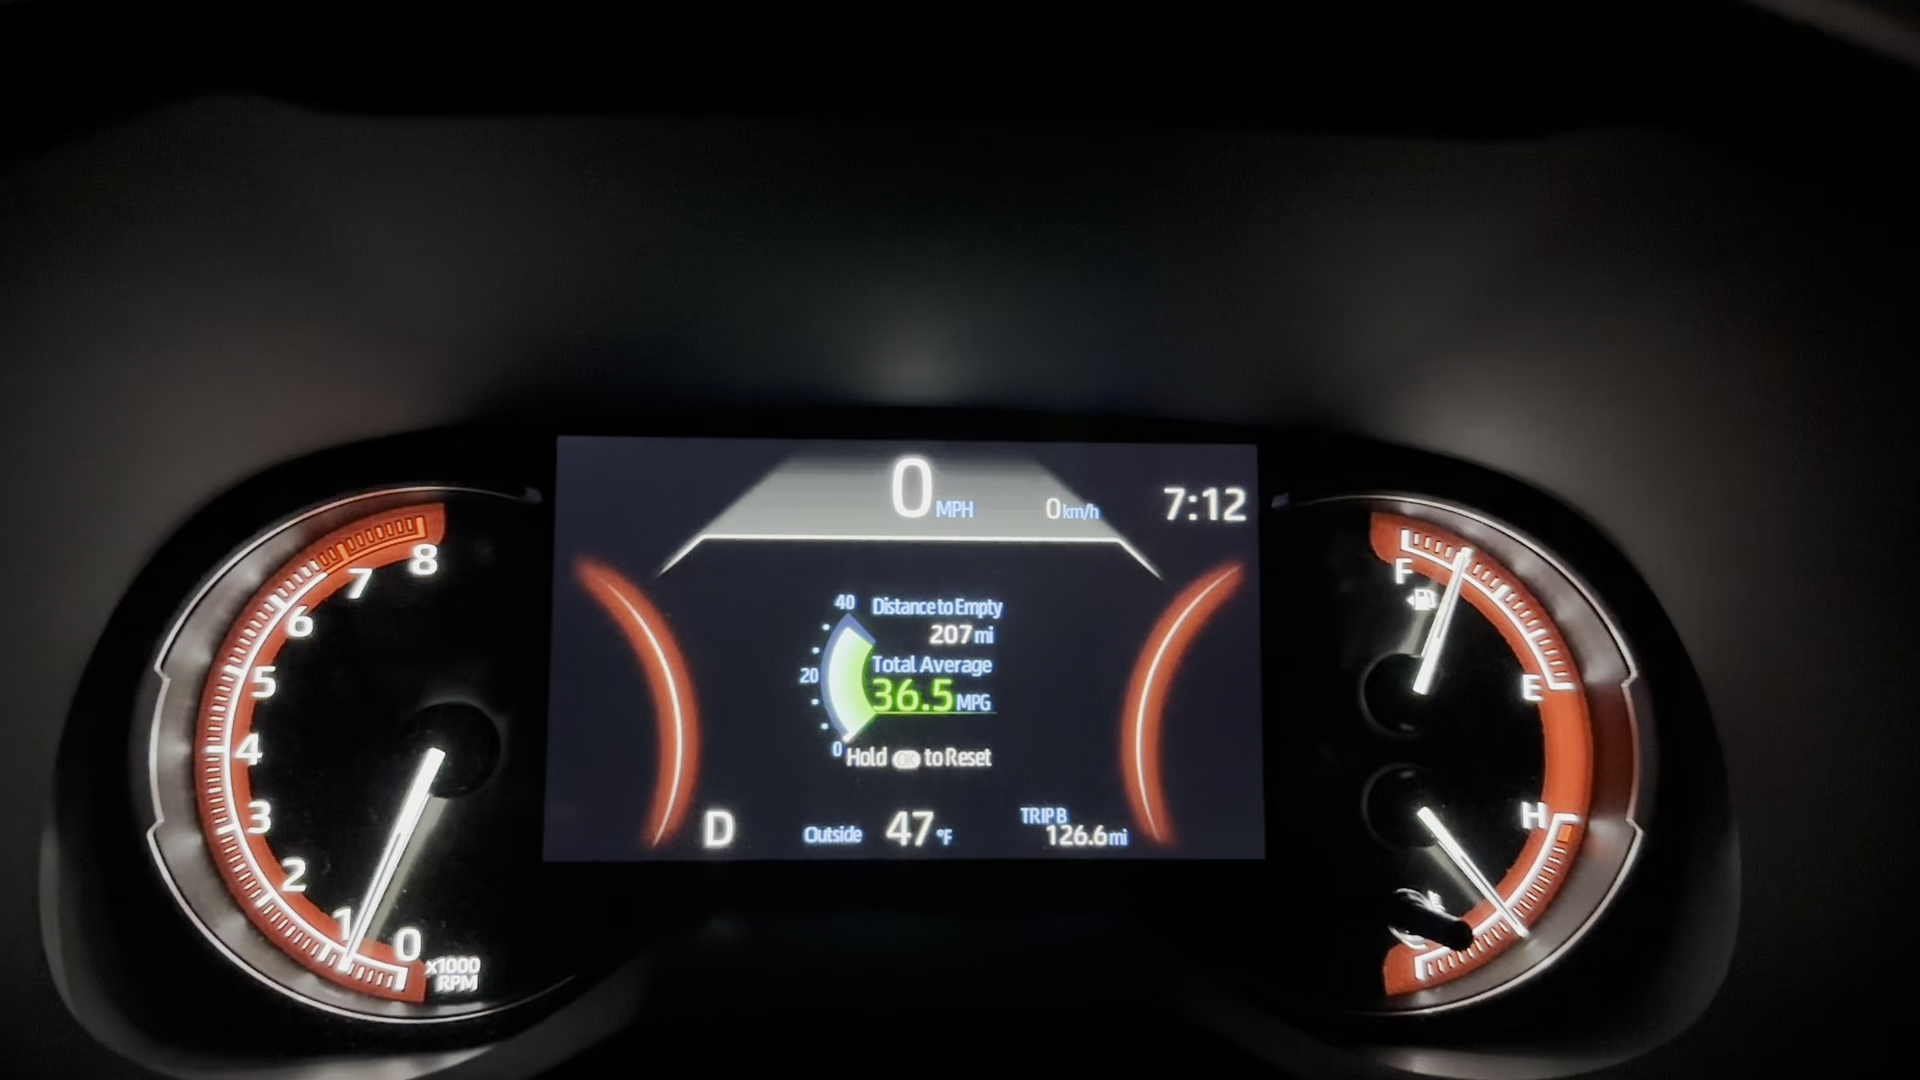 0 MPH
0 km/h
7:12
8
7
6
5
4
3
2
1
0
x1000
RPM
40
20
0
Distance to Empty
207 mi
Total Average
36.5 MPG
Hold OK to Reset
D
Outside 47 °F
TRIP B
126.6 mi
F
E
H